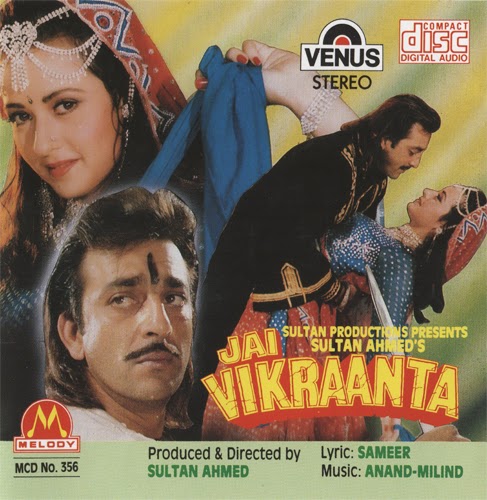 VENUS
STEREO
COMPACT
disc
DIGITAL AUDIO
SULTAN PRODUCTIONS PRESENTS
SULTAN AHMED'S
JAI
VIKRAANTA
MELODY
MCD No. 356
Produced & Directed by
SULTAN AHMED
Lyric: SAMEER
Music: ANAND-MILIND